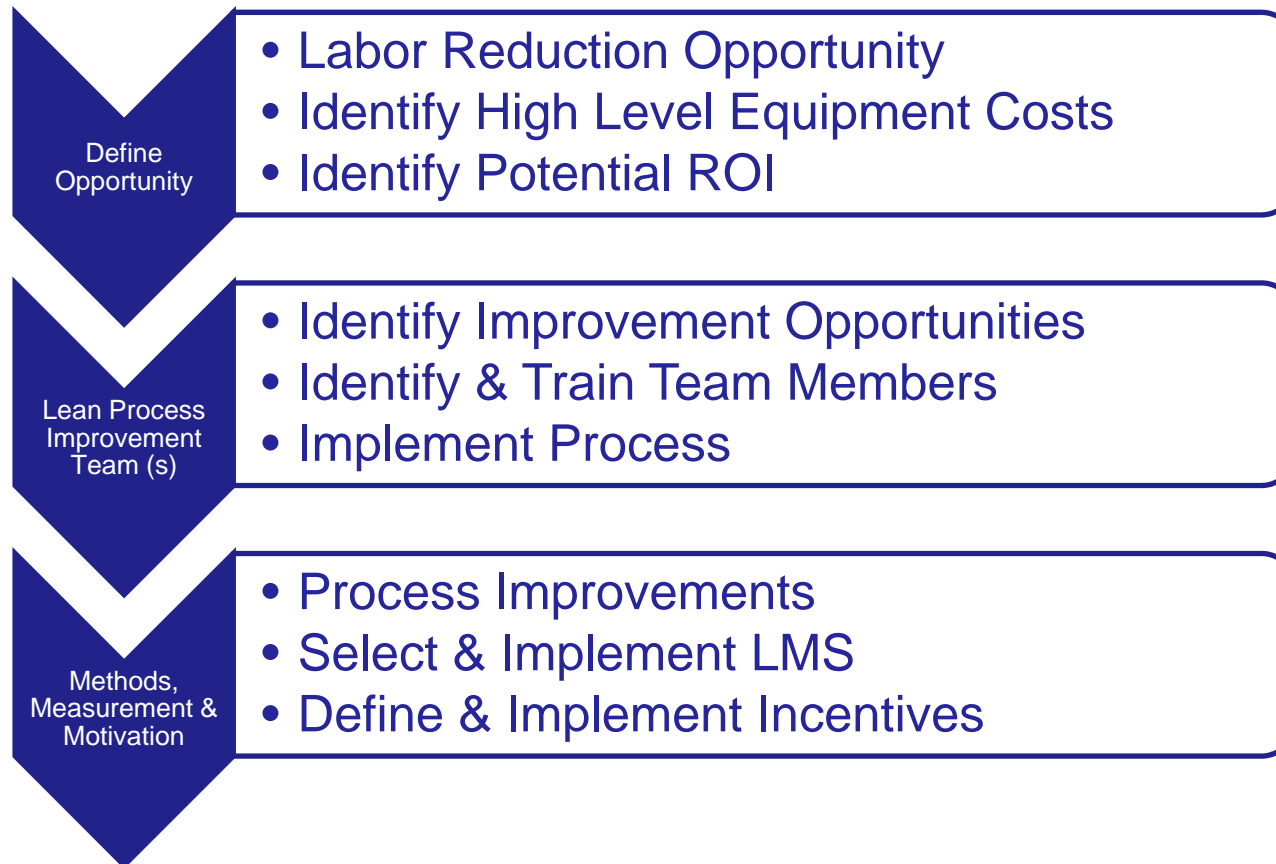 Define
Opportunity
• Labor Reduction Opportunity
• Identify High Level Equipment Costs
• Identify Potential ROI
Lean Process
Improvement
Team (s)
• Identify Improvement Opportunities
• Identify & Train Team Members
• Implement Process
Methods,
Measurement &
Motivation
• Process Improvements
• Select & Implement LMS
• Define & Implement Incentives